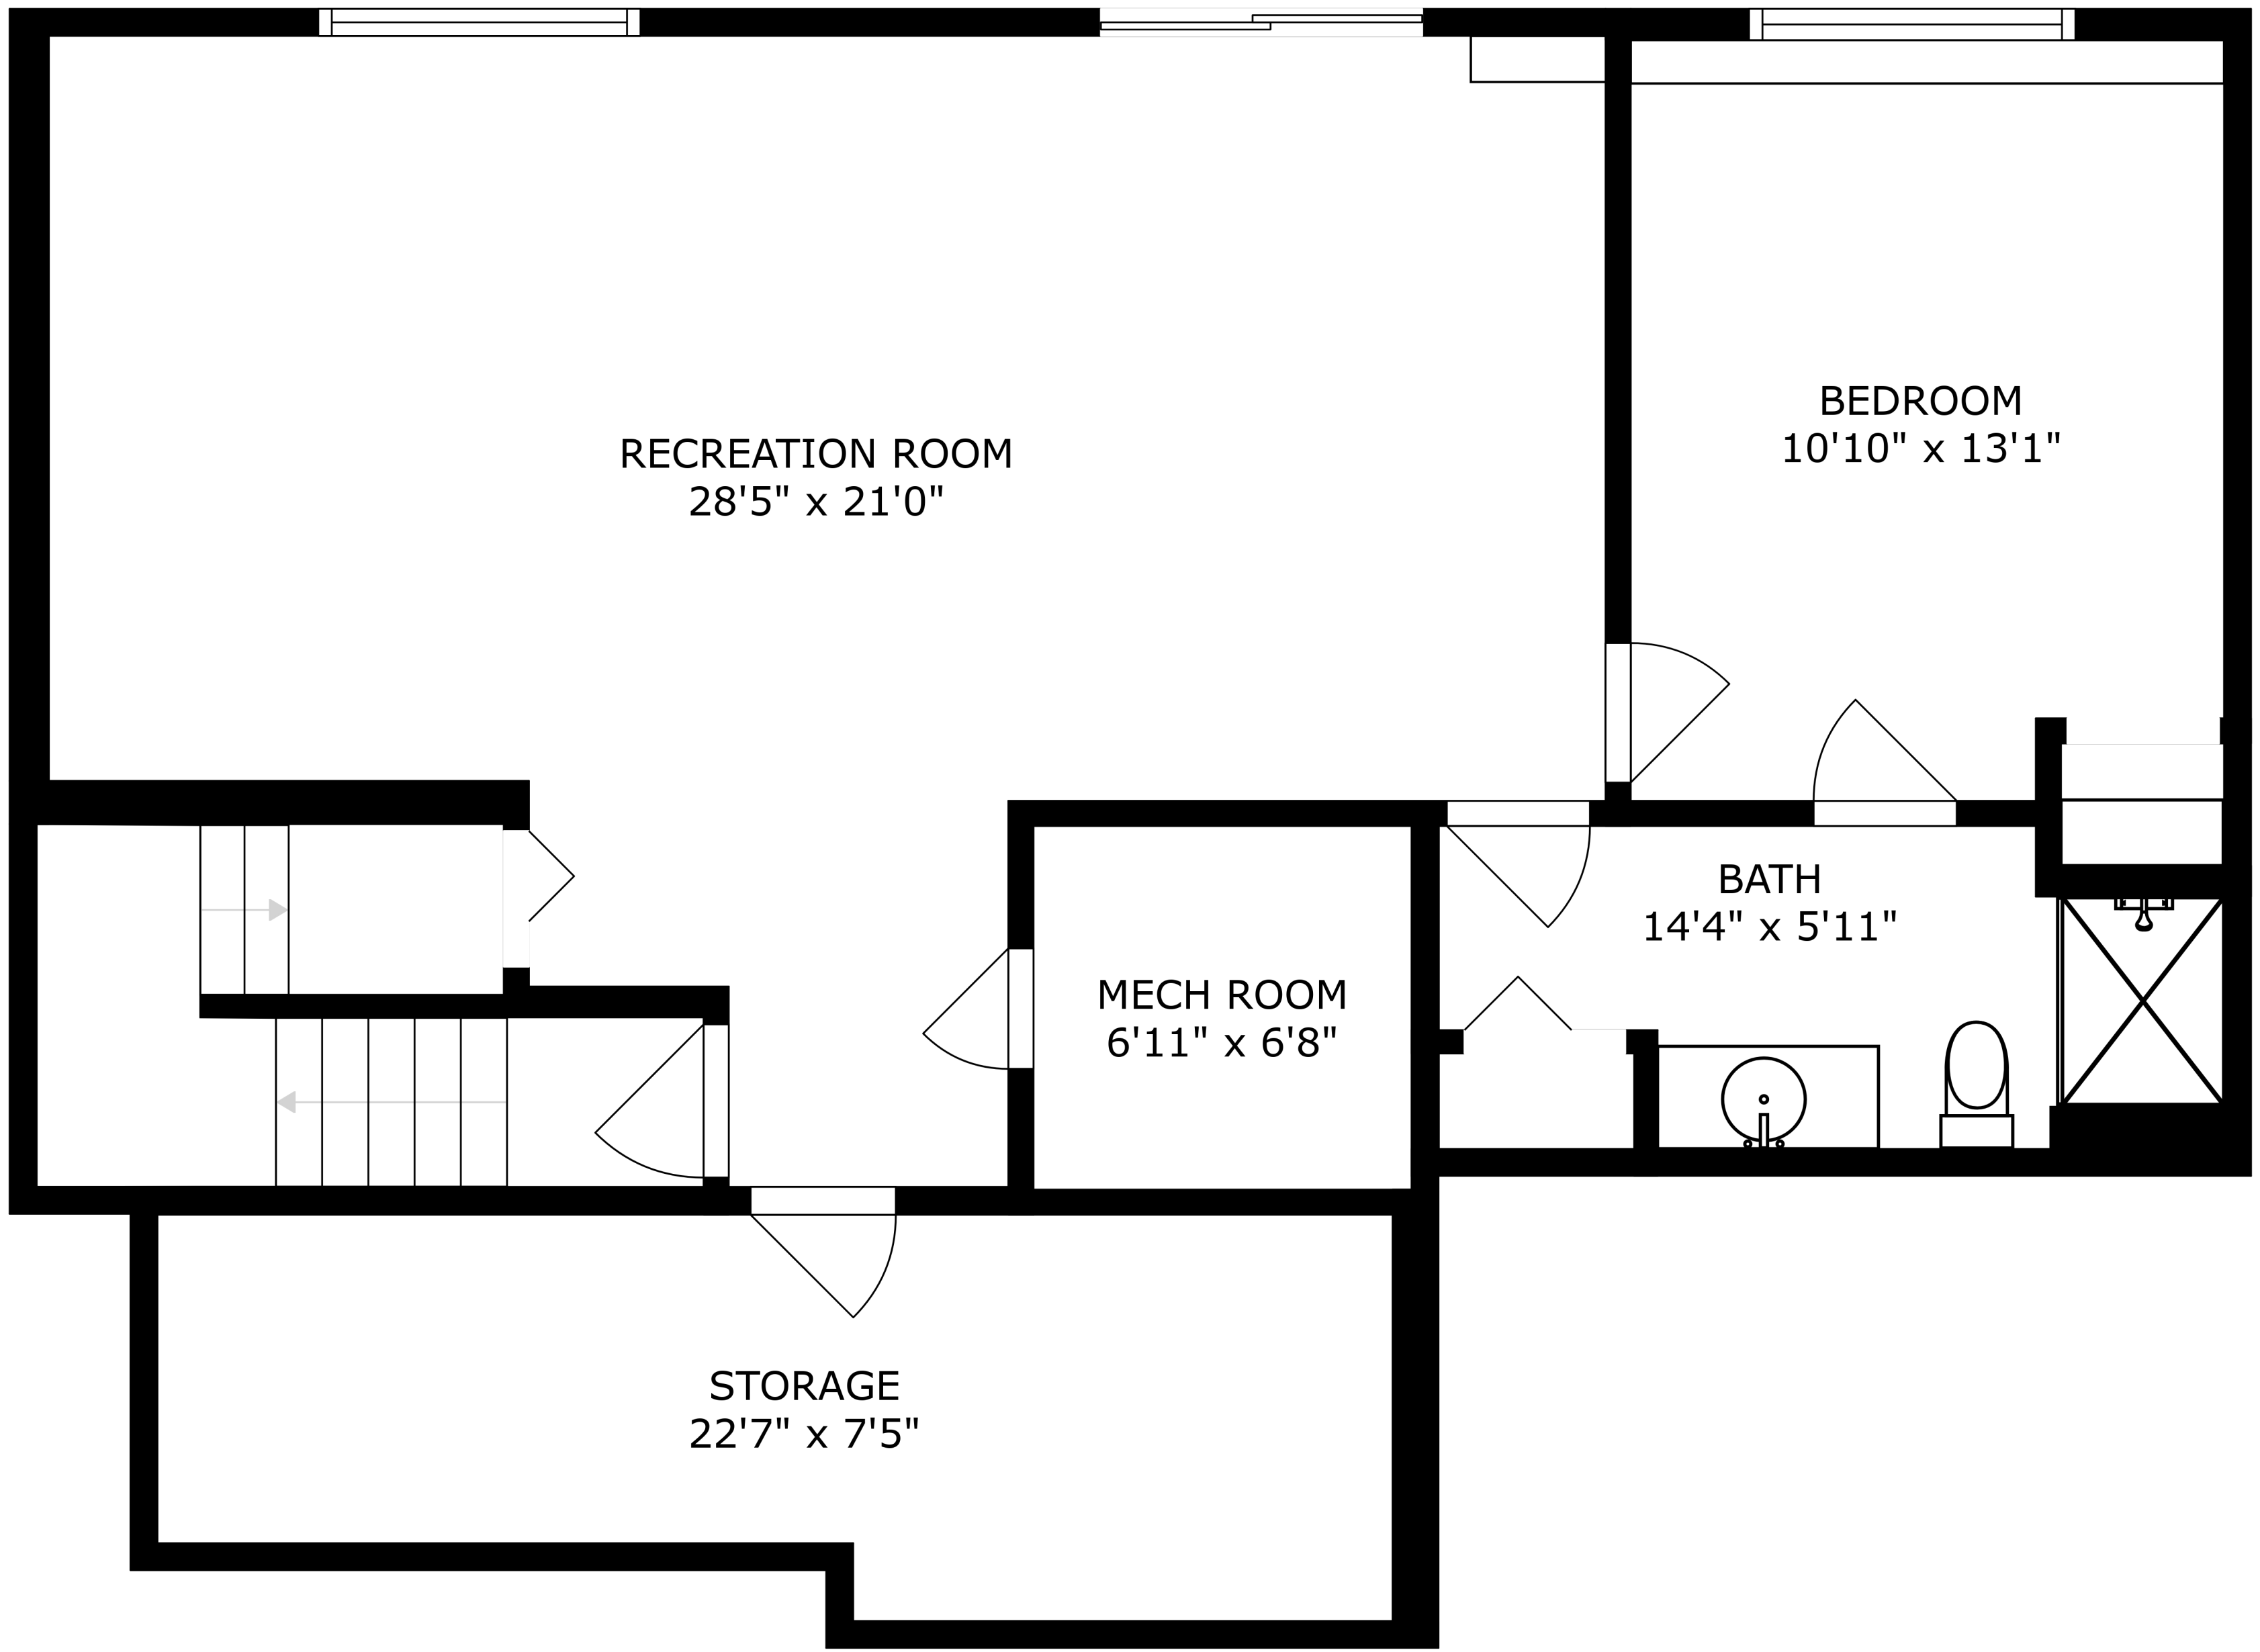 BEDROOM
10'10" x 13'1"
RECREATION ROOM
28'5" x 21'0"
BATH
14'4" x 5'11"
MECH ROOM
6'11" x 6'8"
STORAGE
22'7" x 7'5"